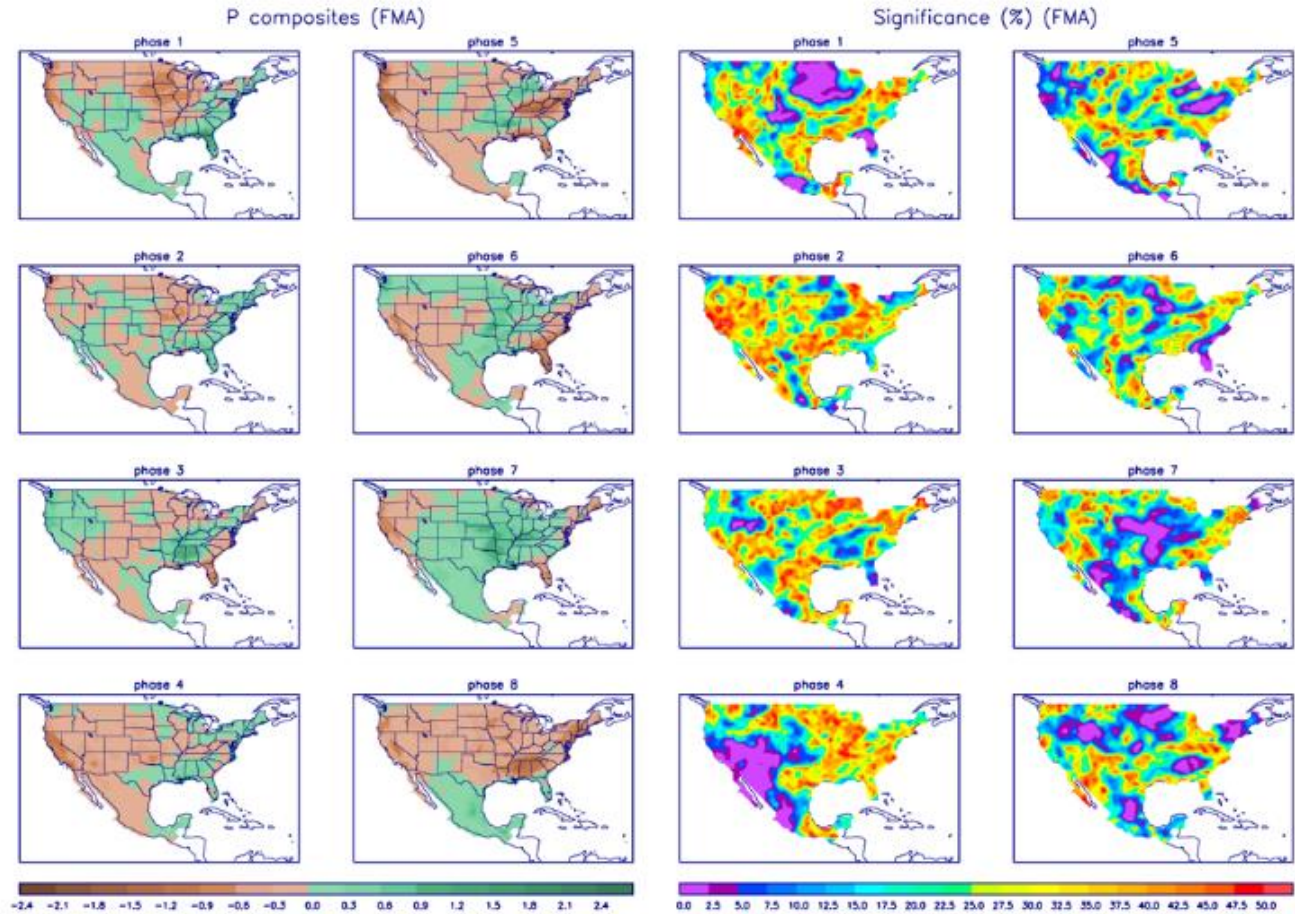 P composites (FMA)
Significance (%) (FMA)
phase 1
phase 5
phase 1
phase 5
phase 2
phase 6
phase 2
phase 6
phase 3
phase 7
phase 3
phase 7
phase 4
phase 8
phase 4
phase 8
-2.4 -2.1 -1.8 -1.5 -1.2 -0.9 -0.6 -0.3 0.0 0.3 0.6 0.9 1.2 1.5 1.8 2.1 2.4
0.0 2.5 5.0 7.5 10.0 12.5 15.0 17.5 20.0 22.5 25.0 27.5 30.0 32.5 35.0 37.5 40.0 42.5 45.0 47.5 50.0